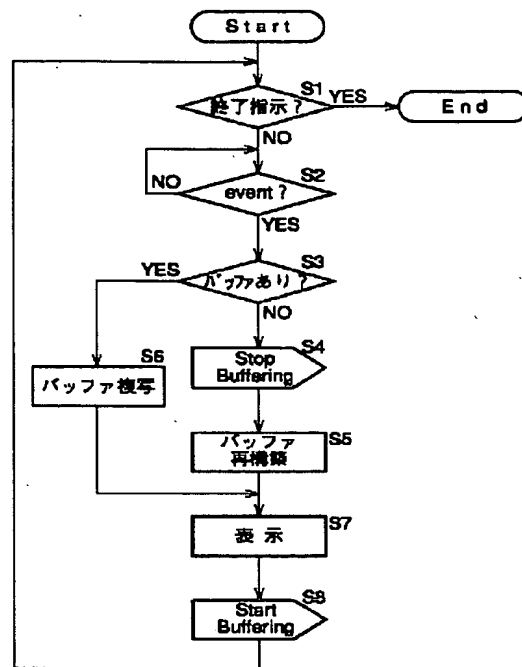 Start
S1
終了指示？
YES
End
NO
S2
NO
event？
YES
S3
YES
バッファあり？
NO
S4
Stop
Buffering
S6
バッファ複写
S5
バッファ
再構築
S7
表示
S8
Start
Buffering